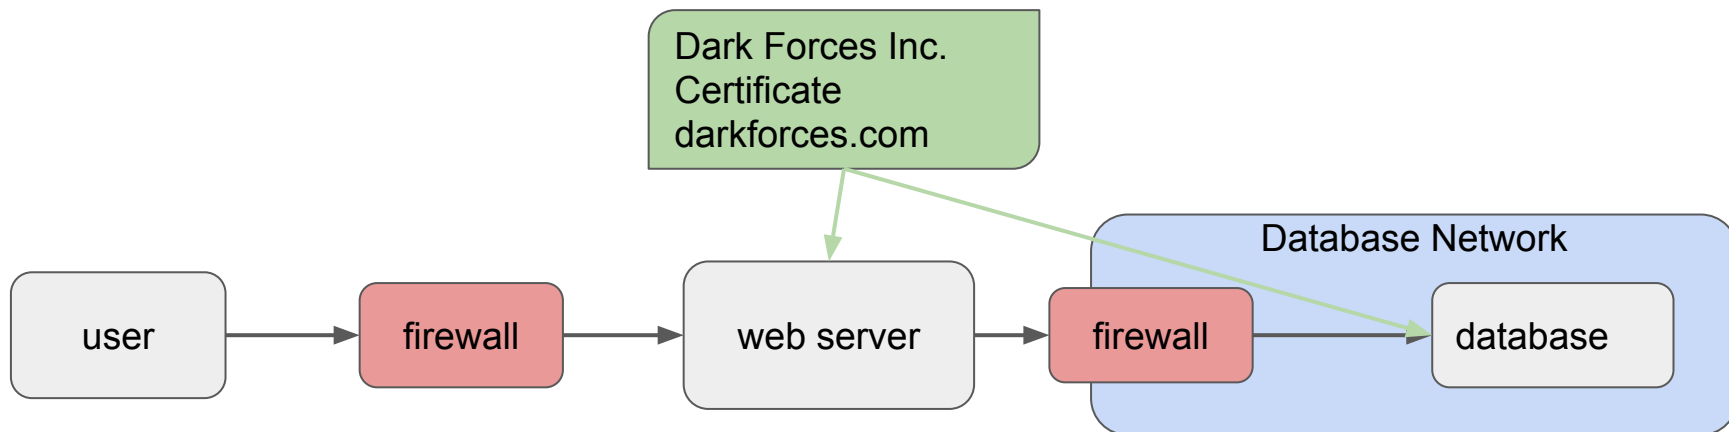 Dark Forces Inc.
Certificate
darkforces.com
Database Network
user
firewall
web server
firewall
database